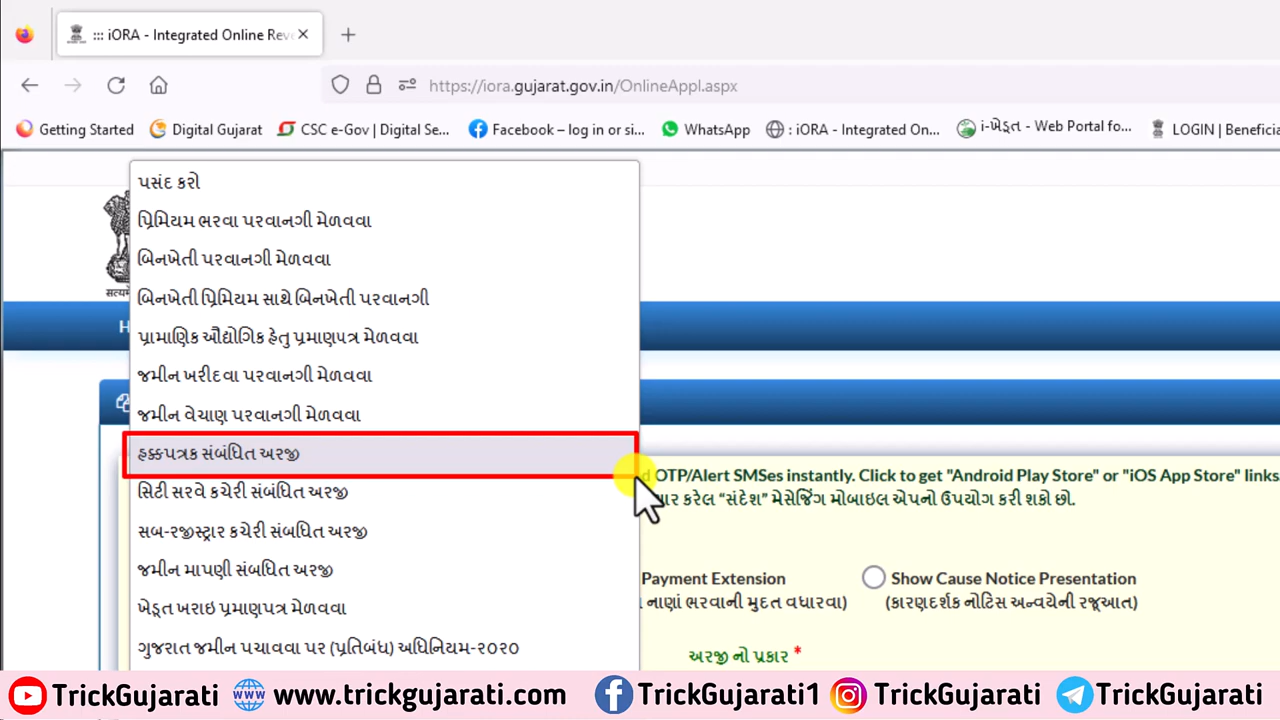 ::: iORA - Integrated Online Reve
https://iora.gujarat.gov.in/OnlineAppl.aspx
Getting Started Digital Gujarat CSC e-Gov | Digital Se... Facebook – log in or si... WhatsApp : iORA - Integrated On... i-ખેડૂત - Web Portal fo... LOGIN | Beneficia
પસંદ કરો
પ્રિમિયમ ભરવા પરવાનગી મેળવવા
બિનખેતી પરવાનગી મેળવવા
બિનખેતી પ્રિમિયમ સાથે બિનખેતી પરવાનગી
પ્રામાણિક ઔદ્યોગિક હેતુ પ્રમાણપત્ર મેળવવા
જમીન ખરીદવા પરવાનગી મેળવવા
જમીન વેચાણ પરવાનગી મેળવવા
હક્કપત્રક સંબંધિત અરજી
સિટી સરવે કચેરી સંબંધિત અરજી
સબ-રજીસ્ટ્રાર કચેરી સંબધિત અરજી
જમીન માપણી સંબધિત અરજી
ખેડૂત ખરાઇ પ્રમાણપત્ર મેળવવા
ગુજરાત જમીન પચાવવા પર (પ્રતિબંધ) અધિનિયમ-૨૦૨૦
સત્યમે
H
d OTP/Alert SMSes instantly. Click to get "Android Play Store" or "iOS App Store" links.
યાર કરેલ “સંદેશ” મેસેજિંગ મોબાઇલ એપનો ઉપયોગ કરી શકો છો.
Payment Extension Show Cause Notice Presentation
નાણાં ભરવાની મુદત વધારવા) (કારણદર્શક નોટિસ અન્વયેની રજૂઆત)
અરજી નો પ્રકાર *
TrickGujarati www.trickgujarati.com TrickGujarati1 TrickGujarati TrickGujarati